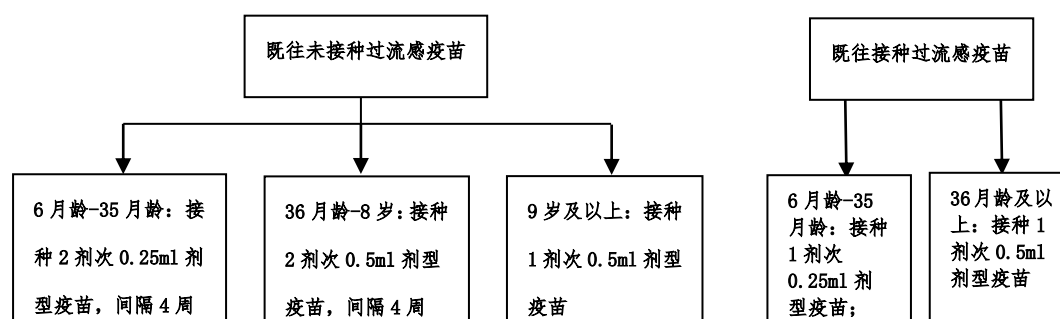 既往未接种过流感疫苗
既往接种过流感疫苗
6月龄-35月龄：接
种2剂次0.25ml剂
型疫苗，间隔4周
36月龄-8岁：接种
2剂次0.5ml剂型
疫苗，间隔4周
9岁及以上：接种
1剂次0.5ml剂型
疫苗
6月龄-35
月龄：接种
1剂次
0.25ml剂
型疫苗；
36月龄及以
上：接种1
剂次0.5ml
剂型疫苗